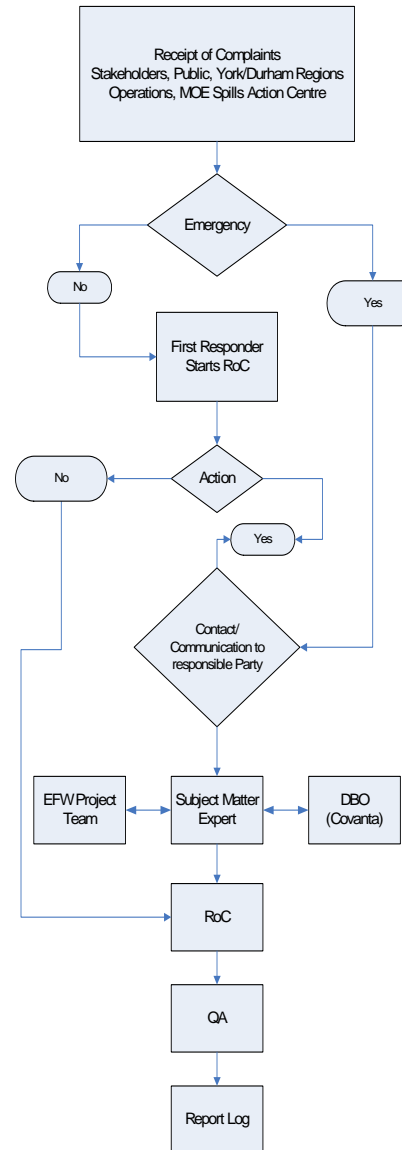 Receipt of Complaints
Stakeholders, Public, York/Durham Regions
Operations, MOE Spills Action Centre
Emergency
No
Yes
First Responder
Starts RoC
No
Action
Yes
Contact/
Communication to
responsible Party
EFW Project
Team
Subject Matter
Expert
DBO
(Covanta)
RoC
QA
Report Log